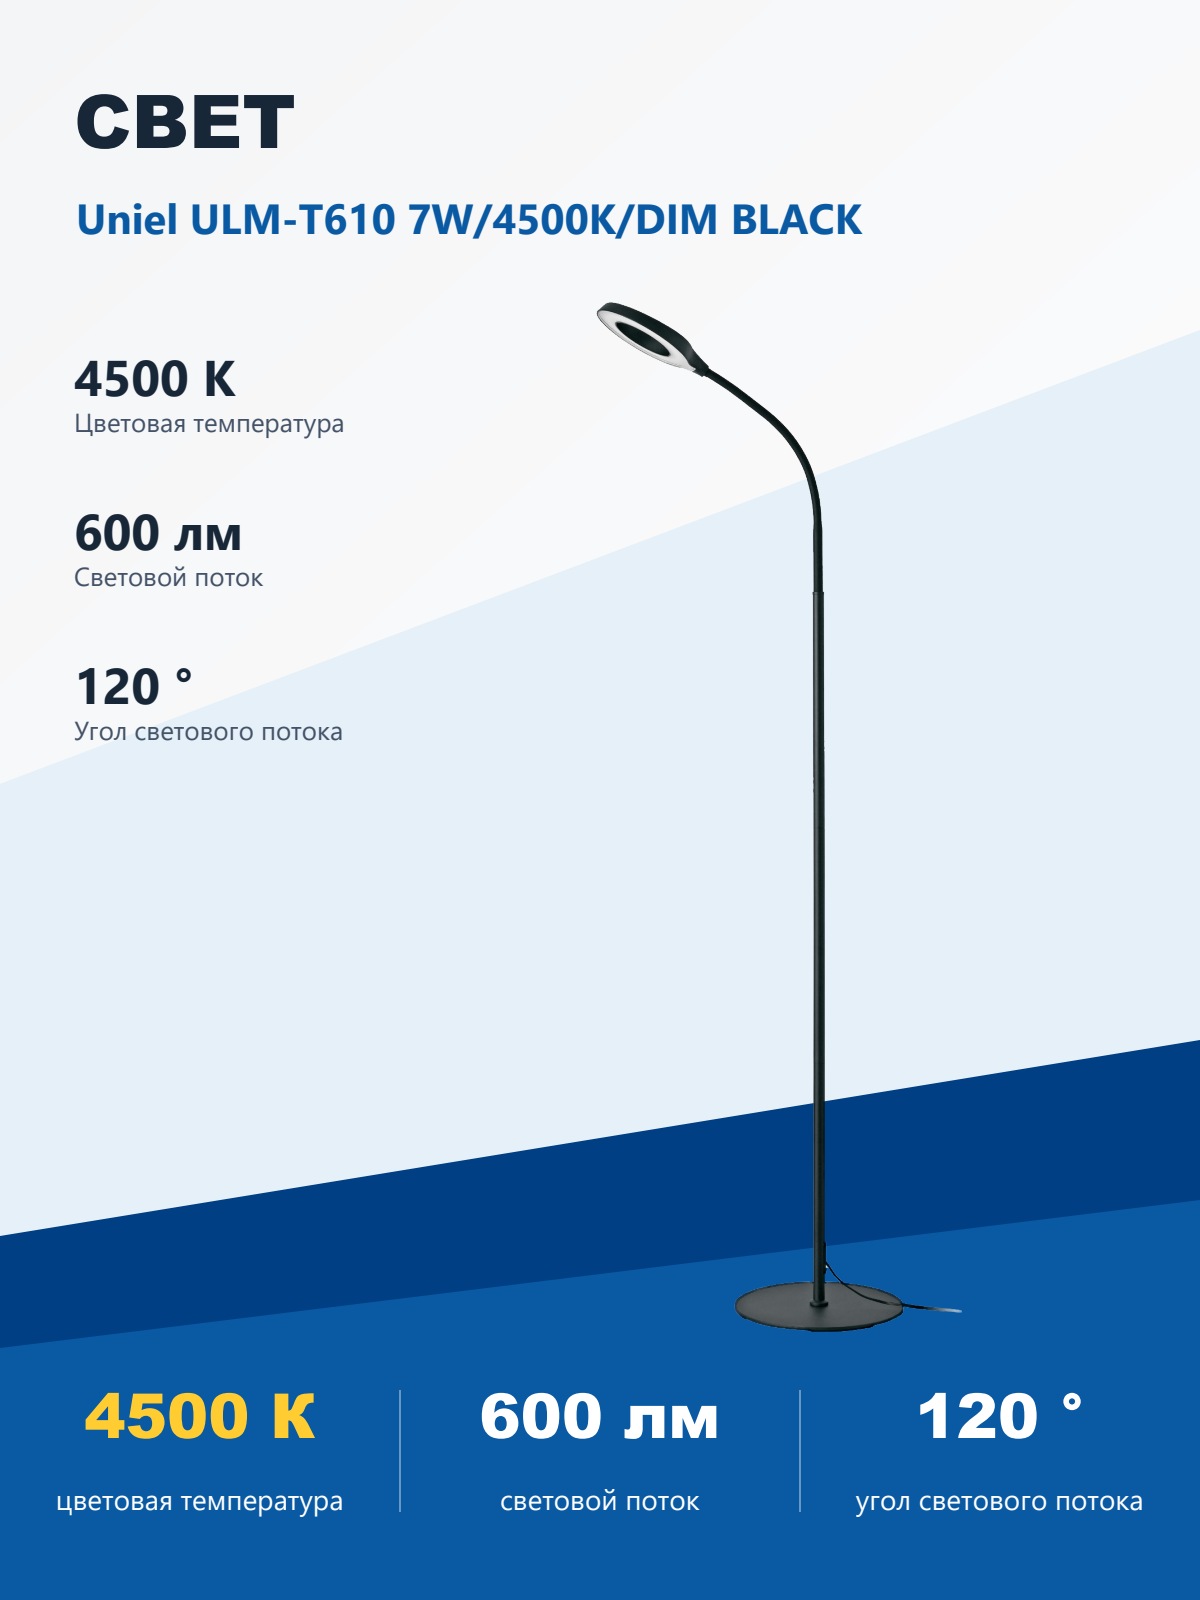 СВЕТ
Uniel ULM-T610 7W/4500K/DIM BLACK
4500 К
Цветовая температура
600 лм
Световой поток
120 °
Угол светового потока
4500 К
цветовая температура
600 лм
световой поток
120 °
угол светового потока